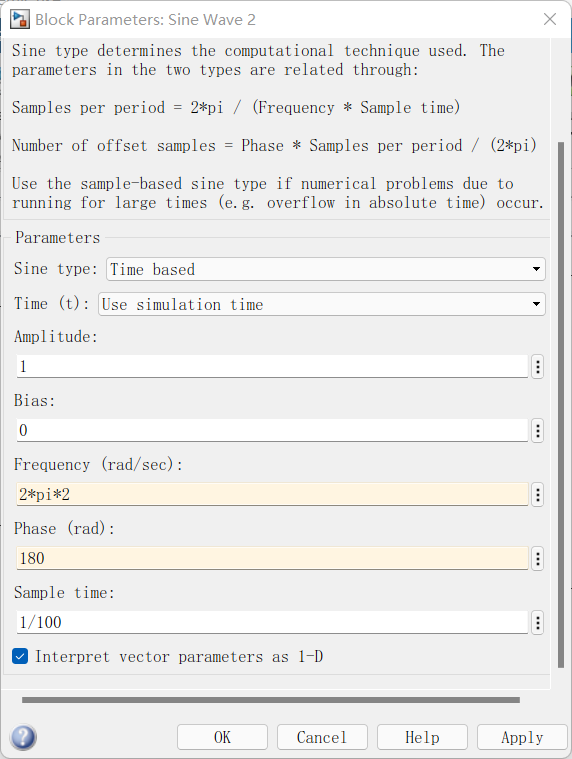 Block Parameters: Sine Wave 2
Sine type determines the computational technique used. The
parameters in the two types are related through:
Samples per period = 2*pi / (Frequency * Sample time)
Number of offset samples = Phase * Samples per period / (2*pi)
Use the sample-based sine type if numerical problems due to
running for large times (e.g. overflow in absolute time) occur.
Parameters
Sine type: Time based
Time (t): Use simulation time
Amplitude:
1
Bias:
0
Frequency (rad/sec):
2*pi*2
Phase (rad):
180
Sample time:
1/100
Interpret vector parameters as 1-D
? OK Cancel Help Apply